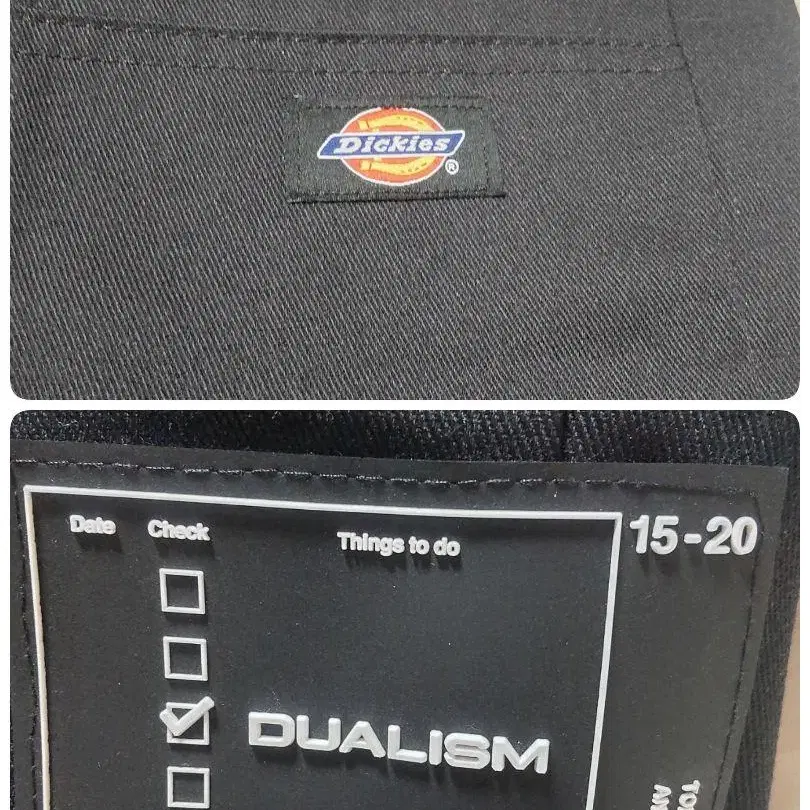 Dickies
®
Date Check Things to do
15-20
DUALISM